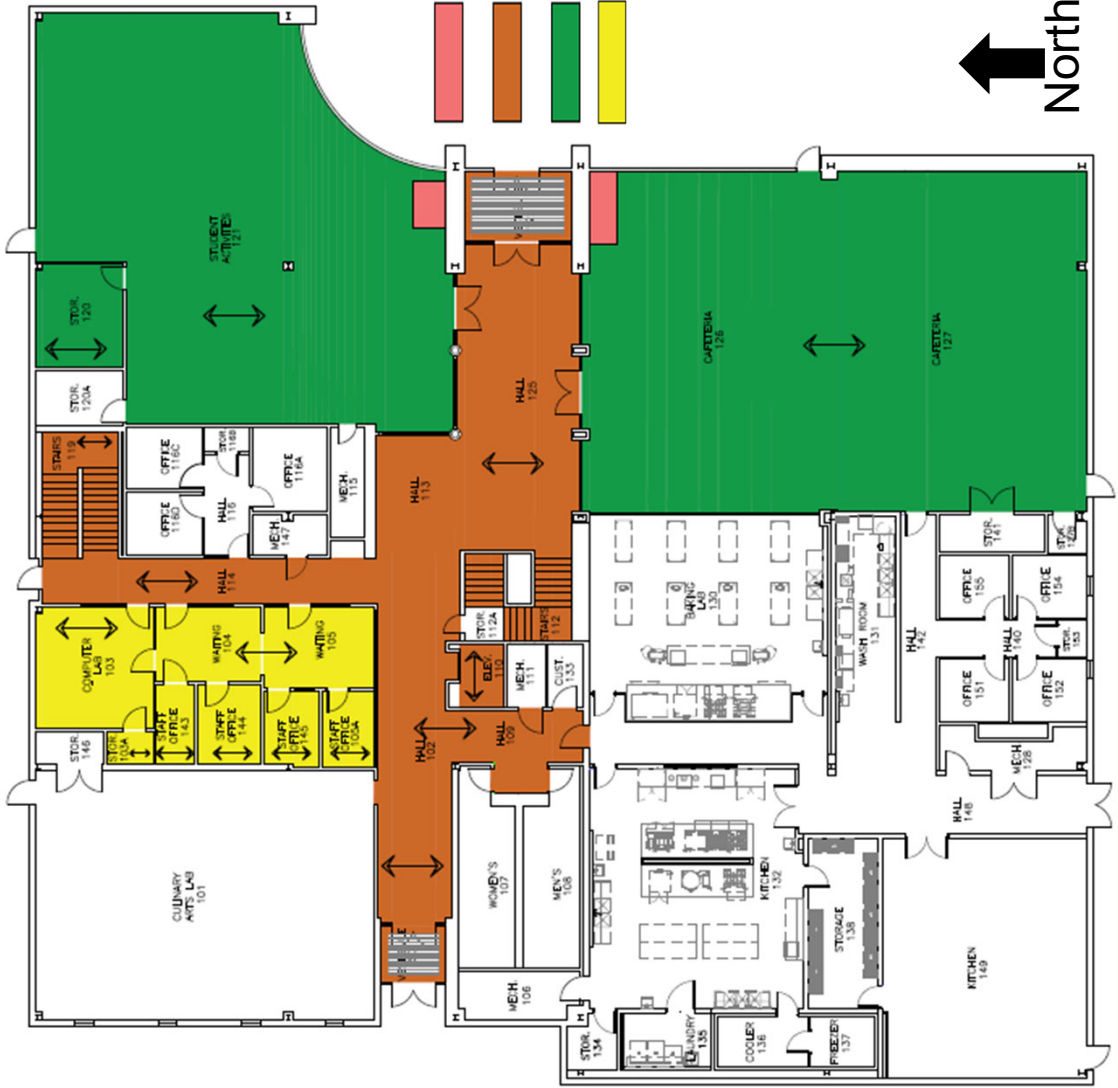 STAIRS
119
STOR.
120A
STOR.
120
STOR.
146
COMPUTER
LAB
103
STOR.
103A
OFFICE
116D
OFFICE
116C
STAFF
OFFICE
143
CULINARY
ARTS LAB
101
STUDENT
ACTIVITIES
121
HALL
114
HALL
116
STOR.
116B
WAITING
104
STAFF
OFFICE
144
MECH.
147
OFFICE
116A
STAFF
OFFICE
145
WAITING
105
STAFF
OFFICE
105A
MECH.
115
HALL
102
HALL
113
WOMEN'S
107
HALL
109
ELEV.
110
STOR.
112A
MECH.
106
MECH.
111
HALL
125
MEN'S
108
CUST.
133
STAIRS
112
STOR.
134
LAUNDRY
135
BAKING
LAB
130
CAFETERIA
126
COOLER
136
KITCHEN
132
FREEZER
137
STORAGE
138
WASH ROOM
131
HALL
142
CAFETERIA
127
KITCHEN
149
HALL
148
OFFICE
151
OFFICE
155
STOR.
141
MECH.
128
HALL
140
OFFICE
152
OFFICE
154
STOR.
153
STOR.
North